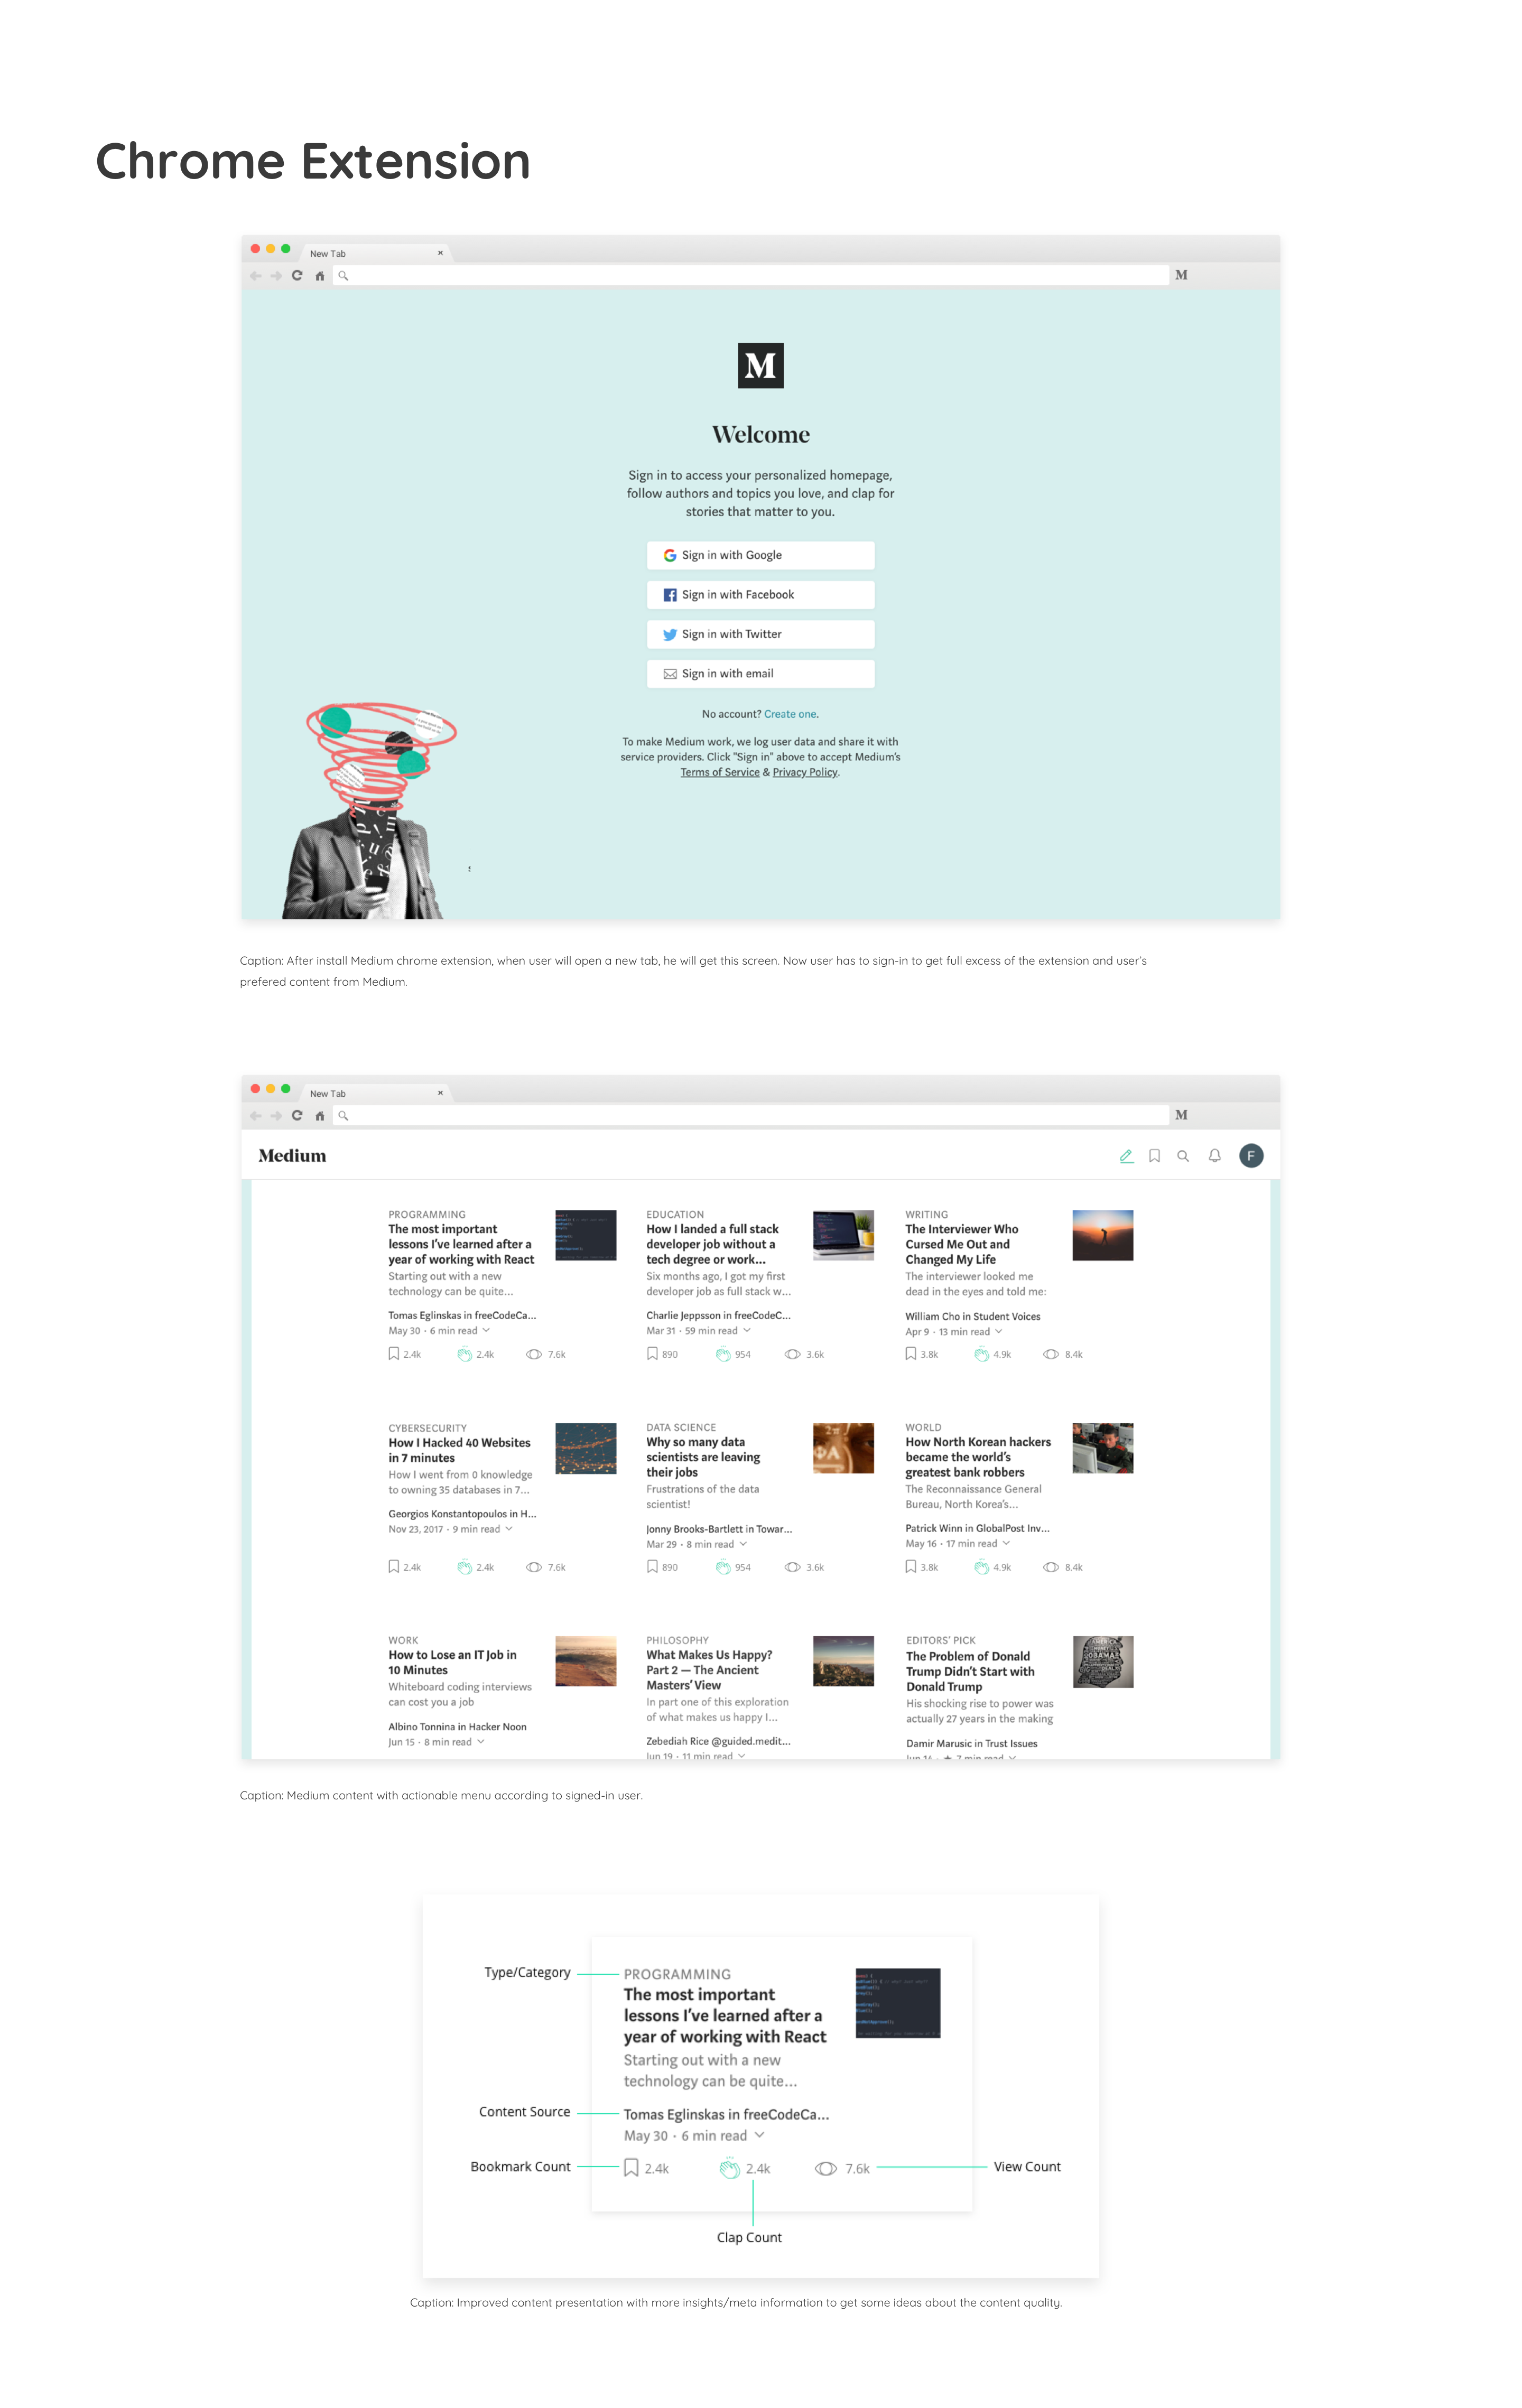 Chrome Extension
New Tab
M
M
Welcome
Sign in to access your personalized homepage,
follow authors and topics you love, and clap for
stories that matter to you.
Sign in with Google
Sign in with Facebook
Sign in with Twitter
Sign in with email
No account? Create one.
To make Medium work, we log user data and share it with
service providers. Click "Sign in" above to accept Medium's
Terms of Service & Privacy Policy.
Caption: After install Medium chrome extension, when user will open a new tab, he will get this screen. Now user has to sign-in to get full excess of the extension and user's
prefered content from Medium.
New Tab
M
Medium
F
PROGRAMMING
The most important
lessons I've learned after a
year of working with React
Starting out with a new
technology can be quite...
Tomas Eglinskas in freeCodeCa...
May 30 · 6 min read
2.4k 2.4k 7.6k
EDUCATION
How I landed a full stack
developer job without a
tech degree or work...
Six months ago, I got my first
developer job as full stack w...
Charlie Jeppsson in freeCodeC...
Mar 31 · 59 min read
890 954 3.6k
WRITING
The Interviewer Who
Cursed Me Out and
Changed My Life
The interviewer looked me
dead in the eyes and told me:
William Cho in Student Voices
Apr 9 · 13 min read
3.8k 4.9k 8.4k
CYBERSECURITY
How I Hacked 40 Websites
in 7 minutes
How I went from 0 knowledge
to owning 35 databases in 7...
Georgios Konstantopoulos in H...
Nov 23, 2017 · 9 min read
2.4k 2.4k 7.6k
DATA SCIENCE
Why so many data
scientists are leaving
their jobs
Frustrations of the data
scientist!
Jonny Brooks-Bartlett in Towar...
Mar 29 · 8 min read
890 954 3.6k
WORLD
How North Korean hackers
became the world's
greatest bank robbers
The Reconnaissance General
Bureau, North Korea's...
Patrick Winn in GlobalPost Inv...
May 16 · 17 min read
3.8k 4.9k 8.4k
WORK
How to Lose an IT Job in
10 Minutes
Whiteboard coding interviews
can cost you a job
Albino Tonnina in Hacker Noon
Jun 15 · 8 min read
PHILOSOPHY
What Makes Us Happy?
Part 2 — The Ancient
Masters' View
In part one of this exploration
of what makes us happy I...
Zebediah Rice @guided.medit...
Jun 19 · 11 min read
EDITORS' PICK
The Problem of Donald
Trump Didn't Start with
Donald Trump
His shocking rise to power was
actually 27 years in the making
Damir Marusic in Trust Issues
Jun 14 · ★ 7 min read
Caption: Medium content with actionable menu according to signed-in user.
Type/Category
PROGRAMMING
The most important
lessons I've learned after a
year of working with React
Starting out with a new
technology can be quite...
Content Source
Tomas Eglinskas in freeCodeCa...
May 30 · 6 min read
Bookmark Count
2.4k 2.4k 7.6k
View Count
Clap Count
Caption: Improved content presentation with more insights/meta information to get some ideas about the content quality.